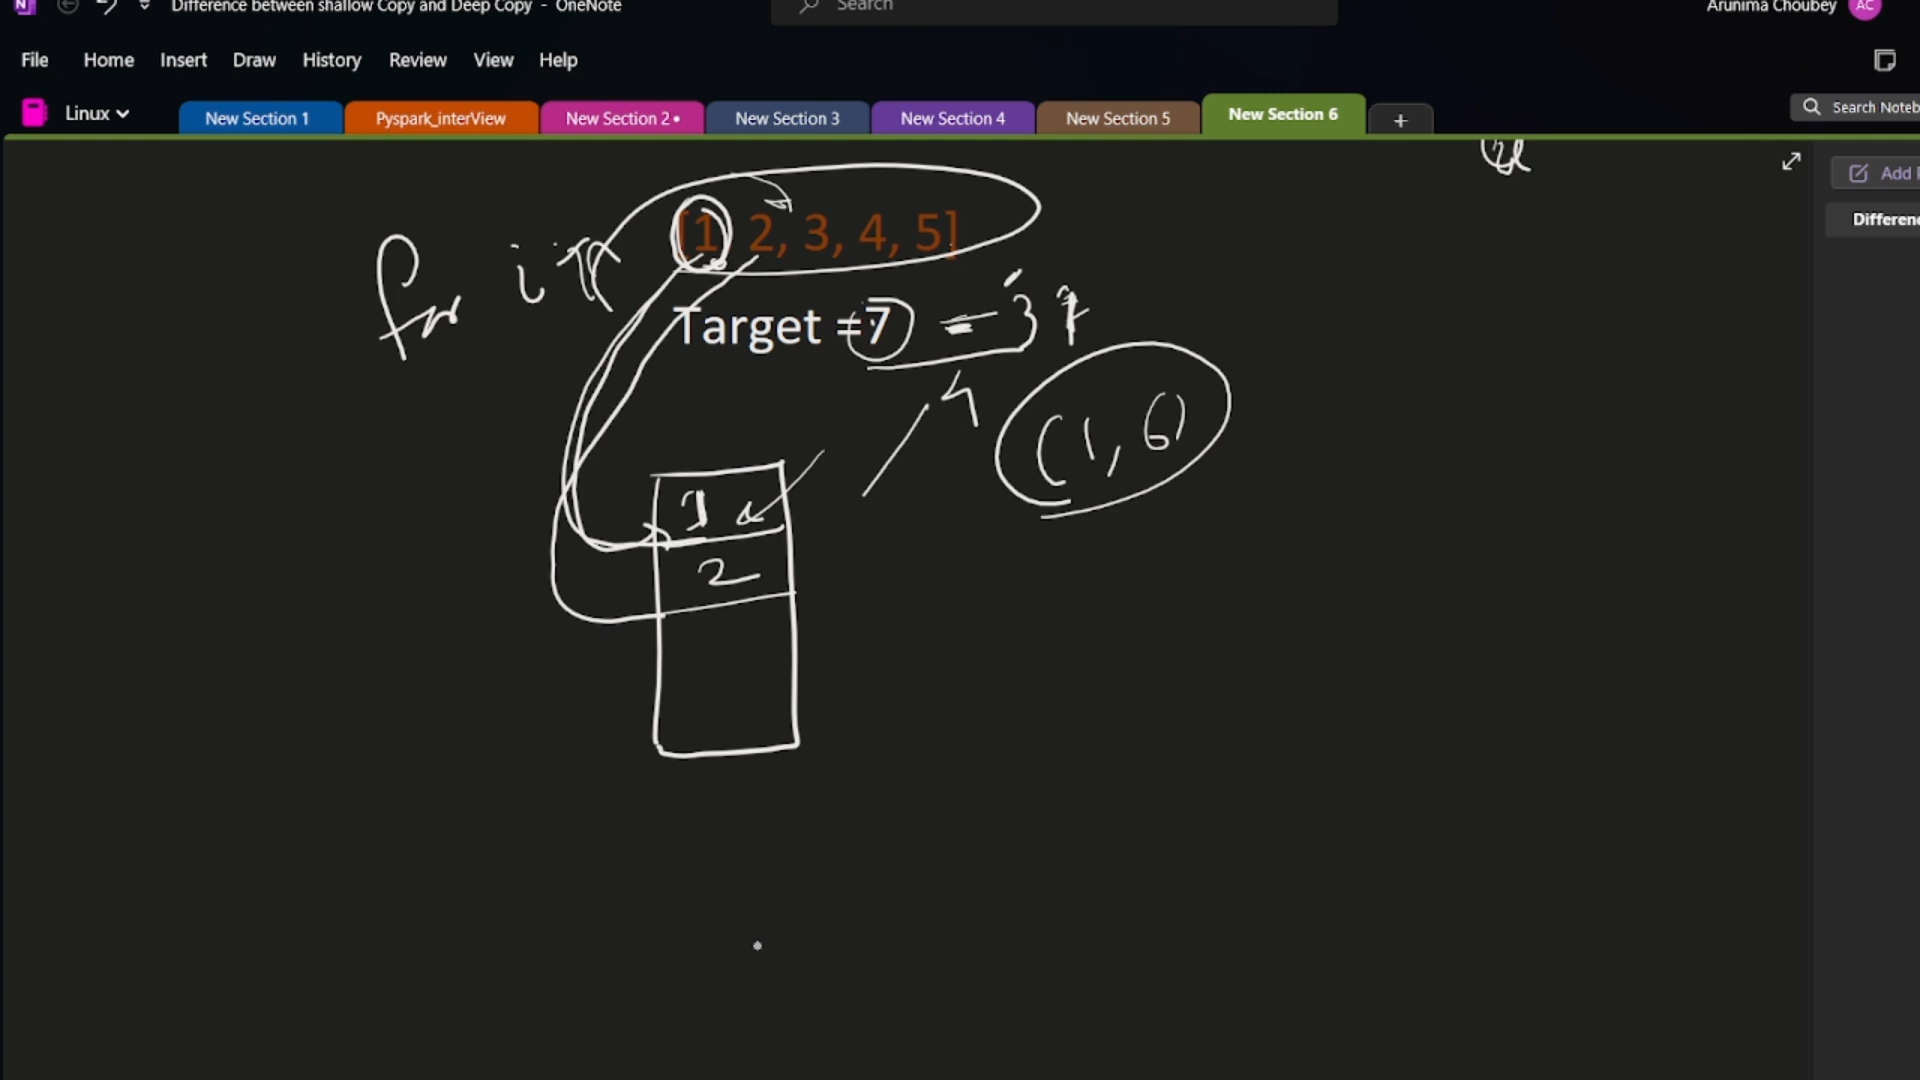 Difference between shallow Copy and Deep Copy - OneNote
Search
Arunima Choubey
AC
File Home Insert Draw History Review View Help
Linux
New Section 1
Pyspark_interView
New Section 2
New Section 3
New Section 4
New Section 5
New Section 6
+
Search Noteb
Add
Differenc
for i in [1, 2, 3, 4, 5]
Target =7 - 3
4
(1, 6)
1
2